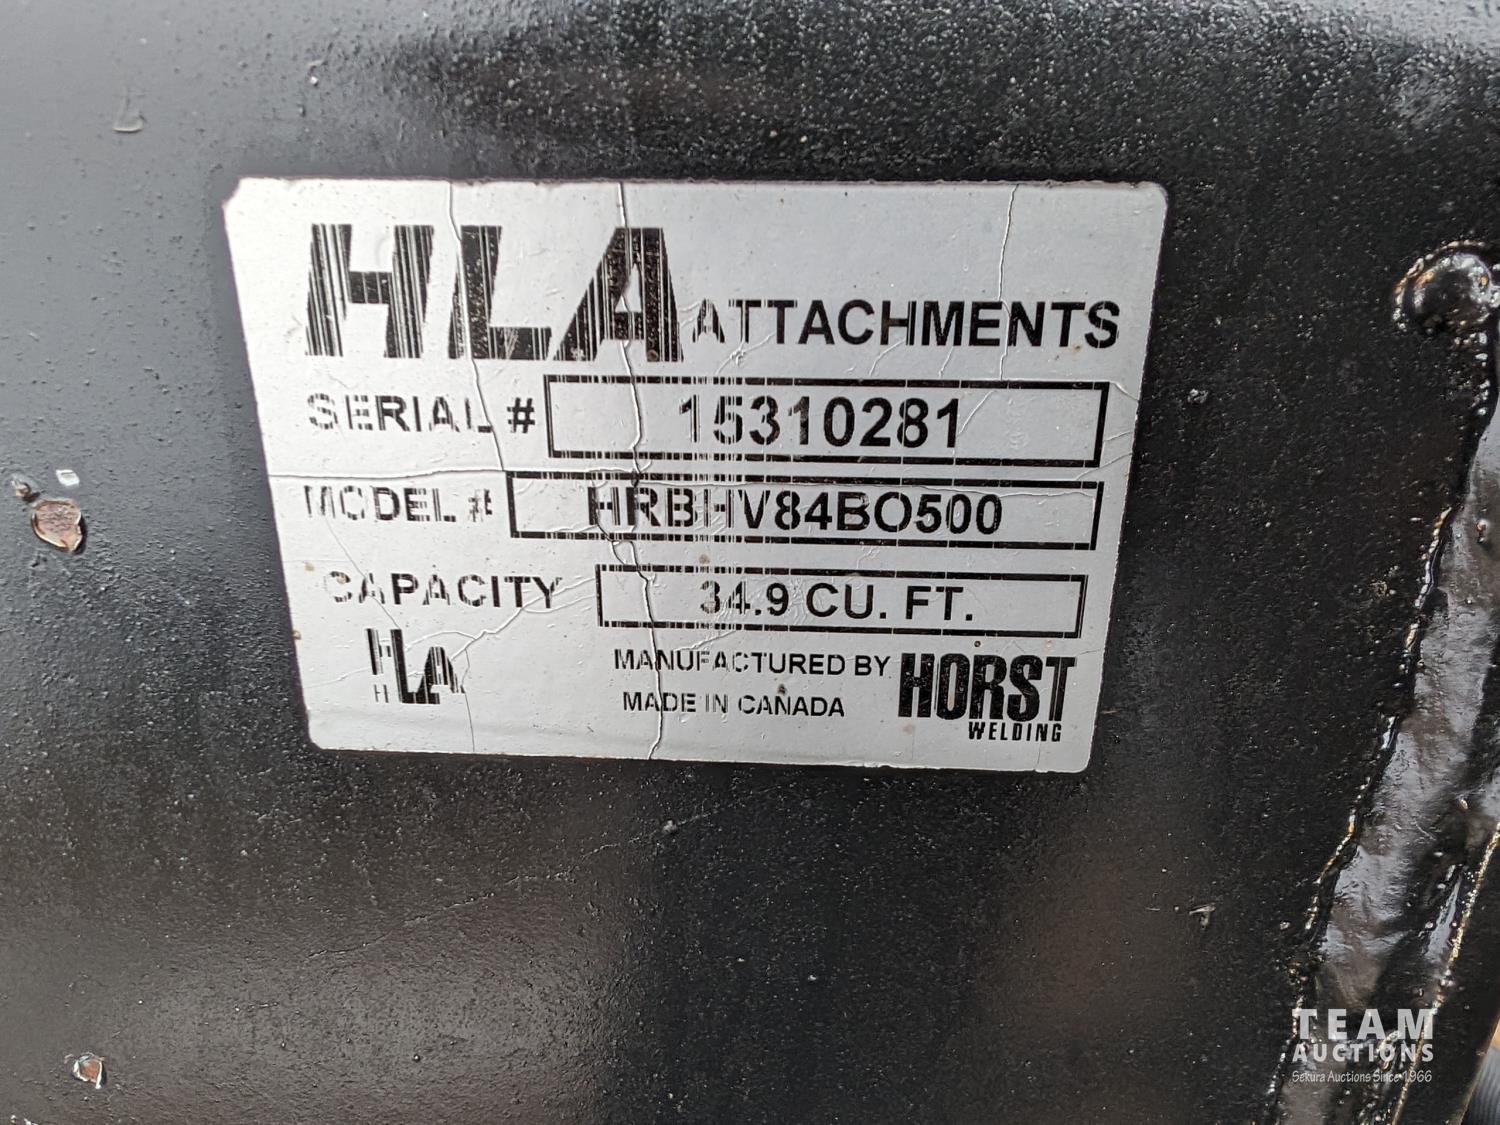 HLA ATTACHMENTS
SERIAL # 15310281
MODEL # HRBHV84BO500
CAPACITY 34.9 CU. FT.
HLA
MANUFACTURED BY HORST
MADE IN CANADA
WELDING
TEAM
AUCTIONS
Sekura Auctions Since 1966